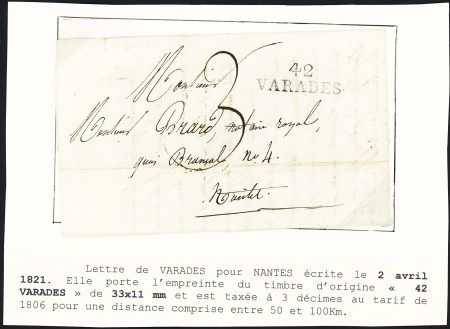 Monsieur
42
VARADES
3
Monsieur Brard, notaire royal,
quai Brancas, no 4.
Nantes
Lettre de VARADES pour NANTES écrite le 2 avril
1821. Elle porte l'empreinte du timbre d'origine « 42
VARADES » de 33x11 mm et est taxée à 3 décimes au tarif de
1806 pour une distance comprise entre 50 et 100Km.